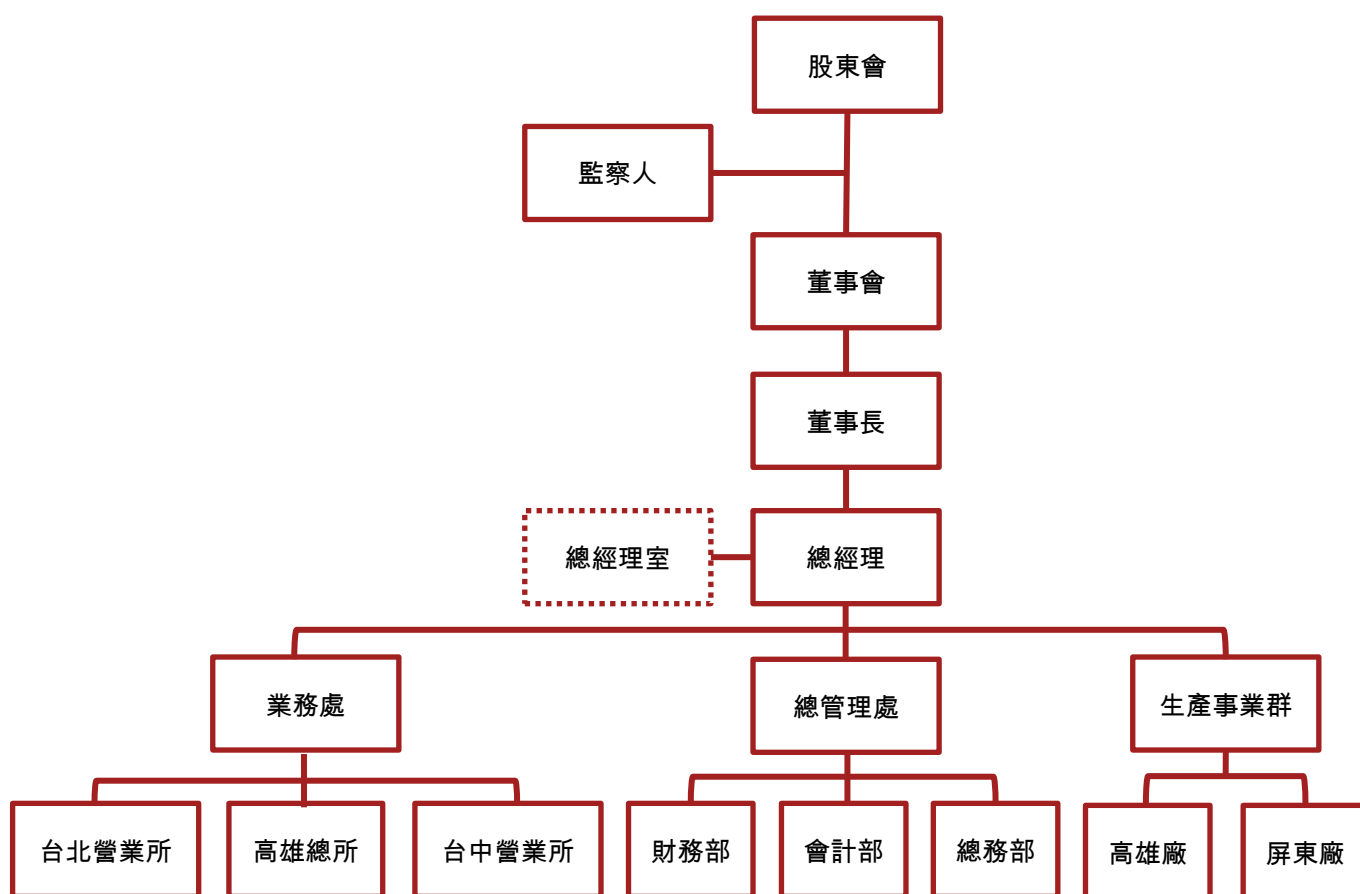 股東會
監察人
董事會
董事長
總經理室
總經理
業務處
總管理處
生產事業群
台北營業所
高雄總所
台中營業所
財務部
會計部
總務部
高雄廠
屏東廠